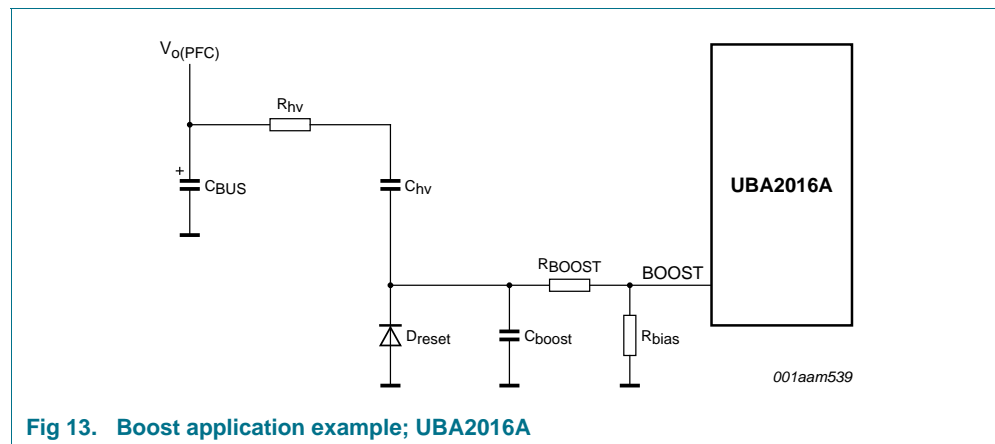 Vo(PFC)
Rhv
+
CBUS
Chv
UBA2016A
RBOOST
BOOST
Dreset
Cboost
Rbias
001aam539
Fig 13. Boost application example; UBA2016A